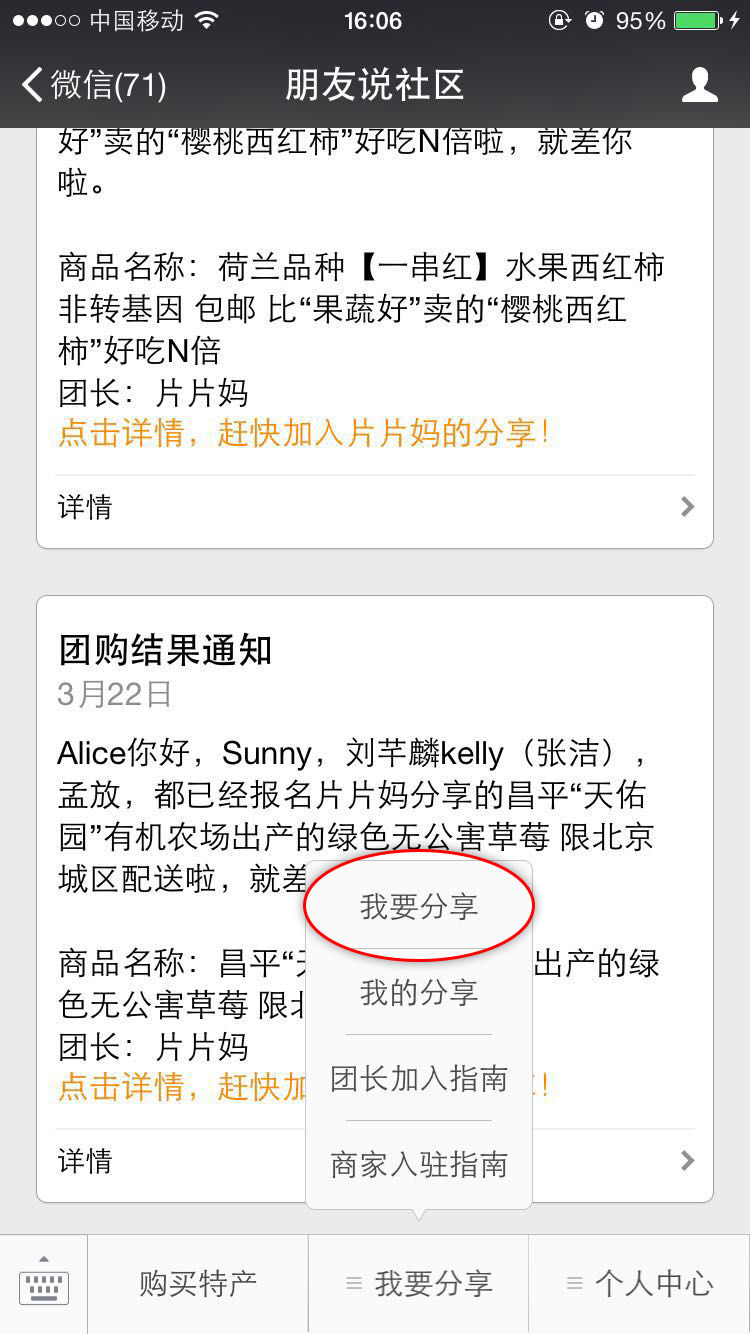 中国移动 16:06 95%
微信(71) 朋友说社区
好”卖的“樱桃西红柿”好吃N倍啦，就差你
啦。
商品名称：荷兰品种【一串红】水果西红柿
非转基因 包邮 比“果蔬好”卖的“樱桃西红
柿”好吃N倍
团长：片片妈
点击详情，赶快加入片片妈的分享！
详情
团购结果通知
3月22日
Alice你好，Sunny，刘芊麟kelly（张洁），
孟放，都已经报名片片妈分享的昌平“天佑
园”有机农场出产的绿色无公害草莓 限北京
城区配送啦，就差
商品名称：昌平“天 出产的绿
色无公害草莓 限北
团长：片片妈
点击详情，赶快加 ！
详情
我要分享
我的分享
团长加入指南
商家入驻指南
购买特产 我要分享 个人中心